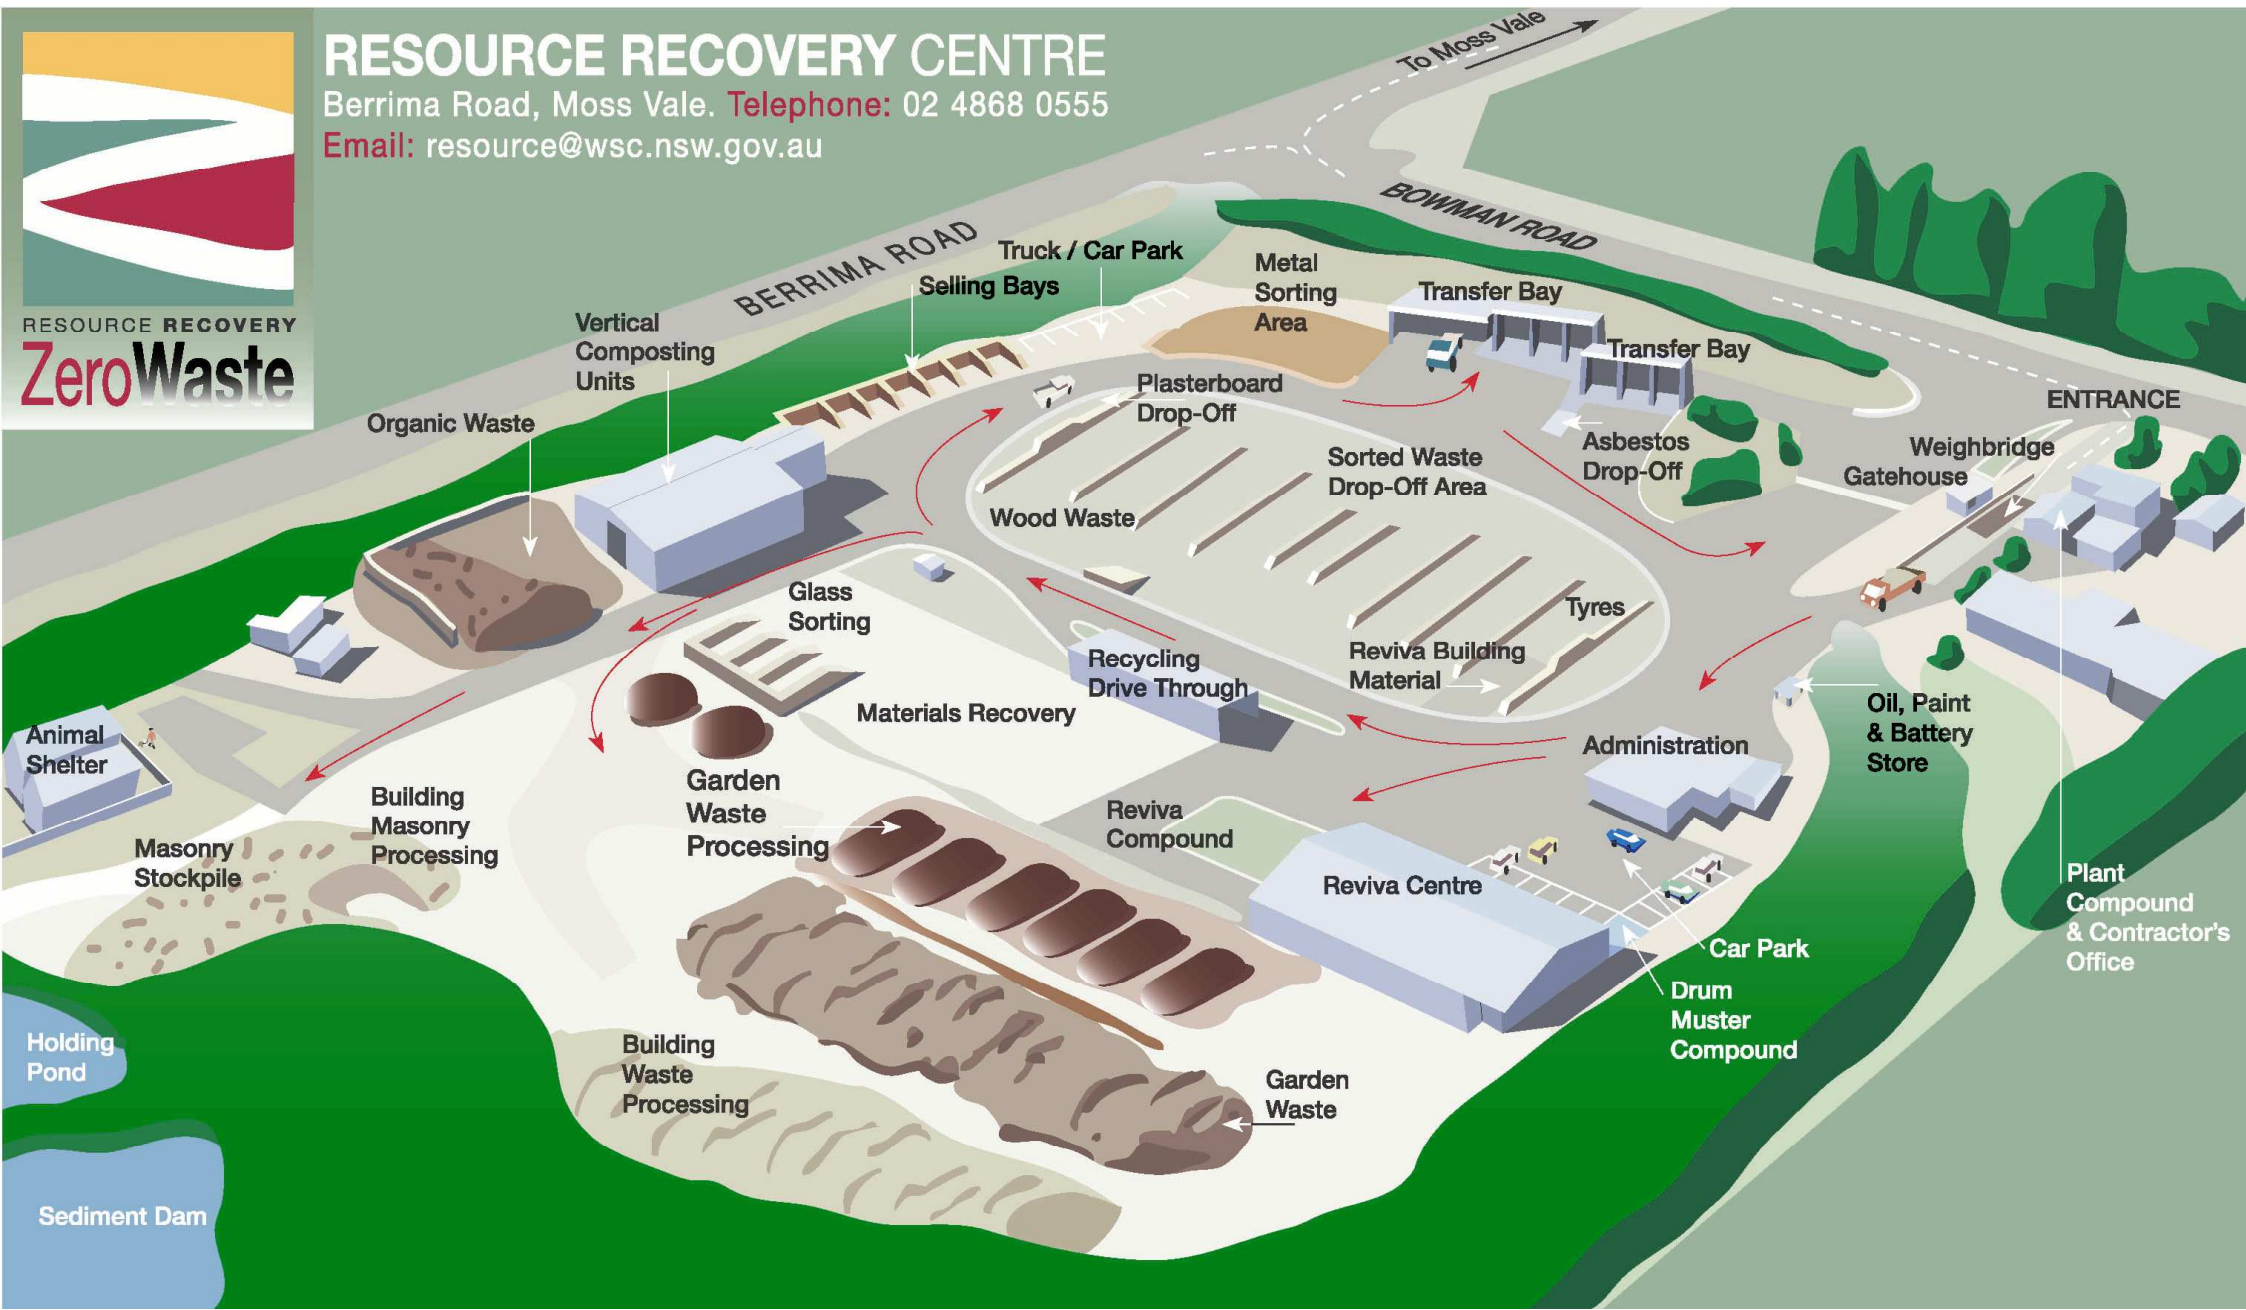 RESOURCE RECOVERY CENTRE
Berrima Road, Moss Vale. Telephone: 02 4868 0555
Email: resource@wsc.nsw.gov.au
RESOURCE RECOVERY
ZeroWaste
To Moss Vale
BOWMAN ROAD
BERRIMA ROAD
Truck / Car Park
Selling Bays
Metal
Sorting
Area
Transfer Bay
Transfer Bay
Vertical
Composting
Units
Organic Waste
Plasterboard
Drop-Off
ENTRANCE
Weighbridge
Gatehouse
Asbestos
Drop-Off
Sorted Waste
Drop-Off Area
Wood Waste
Glass
Sorting
Tyres
Recycling
Drive Through
Reviva Building
Material
Materials Recovery
Oil, Paint
& Battery
Store
Administration
Animal
Shelter
Garden
Waste
Processing
Building
Masonry
Processing
Masonry
Stockpile
Reviva
Compound
Reviva Centre
Plant
Compound
& Contractor's
Office
Car Park
Drum
Muster
Compound
Holding
Pond
Building
Waste
Processing
Garden
Waste
Sediment Dam